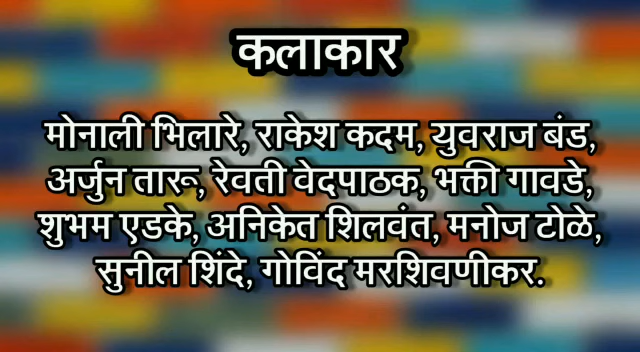 कलाकार
मोनाली भिलारे, राकेश कदम, युवराज बंड,
अर्जुन तारू, रेवती वेदपाठक, भक्ती गावडे,
शुभम एडके, अनिकेत शिलवंत, मनोज टोळे,
सुनील शिंदे, गोविंद मरशिवणीकर.